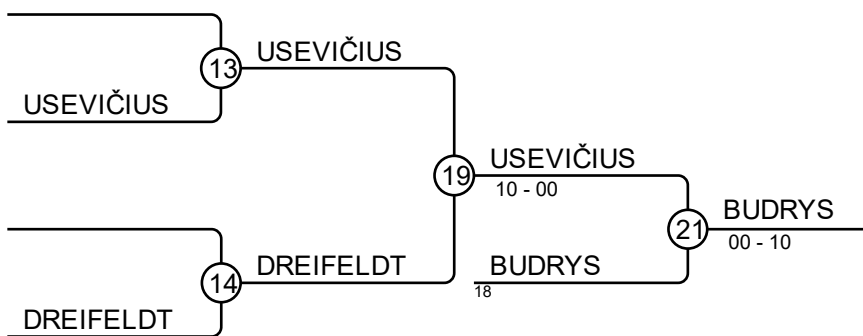 USEVIČIUS
13
USEVIČIUS
19
USEVIČIUS
10 - 00
21
BUDRYS
00 - 10
BUDRYS
18
14
DREIFELDT
DREIFELDT